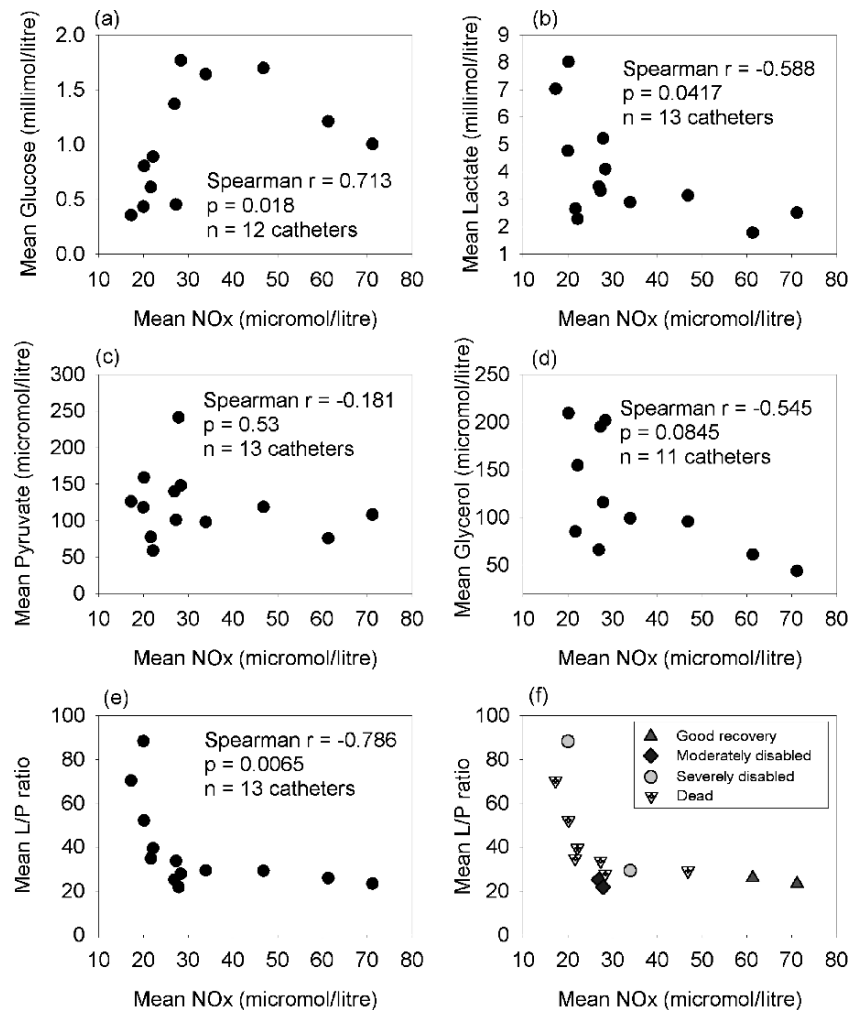 (a)
2.0
1.5
1.0
0.5
0.0
Mean Glucose (millimol/litre)
Spearman r = 0.713
p = 0.018
n = 12 catheters
10 20 30 40 50 60 70 80
Mean NOx (micromol/litre)
(b)
9
8
7
6
5
4
3
2
1
Mean Lactate (millimol/litre)
Spearman r = -0.588
p = 0.0417
n = 13 catheters
10 20 30 40 50 60 70 80
Mean NOx (micromol/litre)
(c)
300
250
200
150
100
50
0
Mean Pyruvate (micromol/litre)
Spearman r = -0.181
p = 0.53
n = 13 catheters
10 20 30 40 50 60 70 80
Mean NOx (micromol/litre)
(d)
250
200
150
100
50
Mean Glycerol (micromol/litre)
Spearman r = -0.545
p = 0.0845
n = 11 catheters
10 20 30 40 50 60 70 80
Mean NOx (micromol/litre)
(e)
100
80
60
40
20
0
Mean L/P ratio
Spearman r = -0.786
p = 0.0065
n = 13 catheters
10 20 30 40 50 60 70 80
Mean NOx (micromol/litre)
(f)
100
80
60
40
20
0
Mean L/P ratio
Good recovery
Moderately disabled
Severely disabled
Dead
10 20 30 40 50 60 70 80
Mean NOx (micromol/litre)